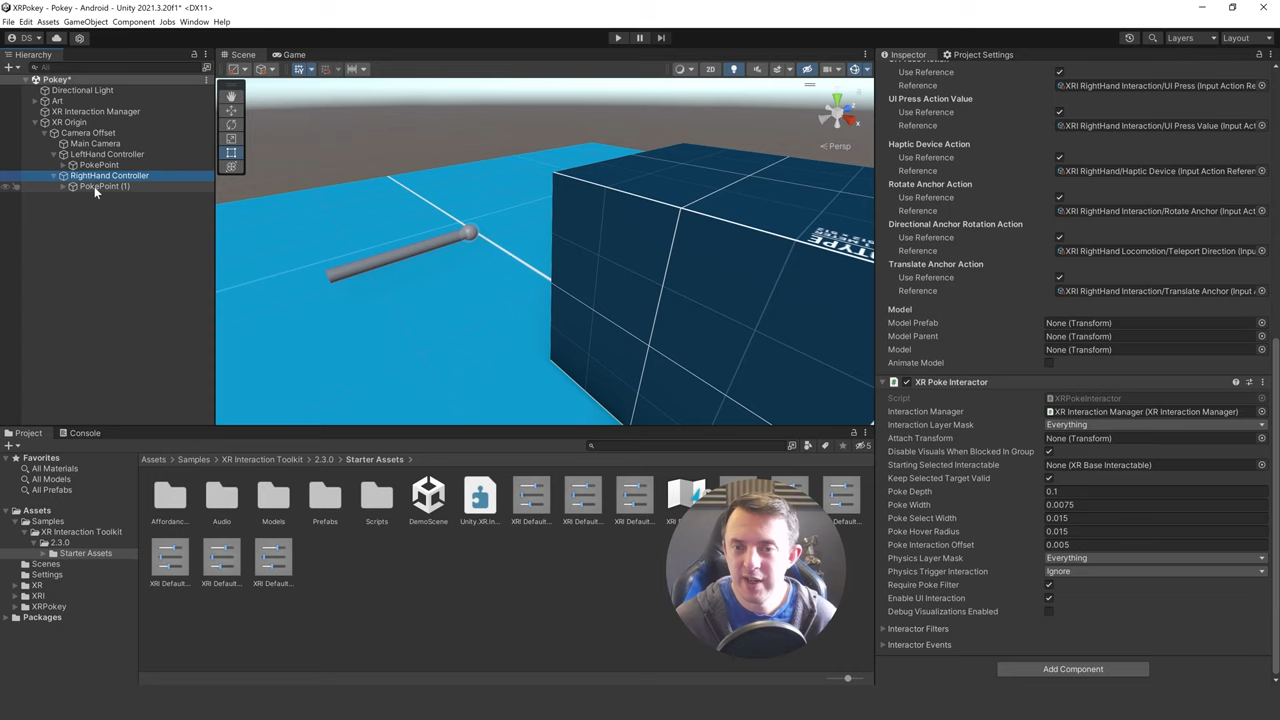 XRPokey - Pokey - Android - Unity 2021.3.20f1* <DX11>
File Edit Assets GameObject Component Jobs Window Help
DS
Layers
Layout
Hierarchy
All
Pokey*
Directional Light
Art
XR Interaction Manager
XR Origin
Camera Offset
Main Camera
LeftHand Controller
PokePoint
RightHand Controller
PokePoint (1)
Scene
Game
2D
Persp
x
Inspector
Project Settings
Use Reference
Reference
XRI RightHand Interaction/UI Press (Input Action Re
UI Press Action Value
Use Reference
Reference
XRI RightHand Interaction/UI Press Value (Input Act
Haptic Device Action
Use Reference
Reference
XRI RightHand/Haptic Device (Input Action Referen
Rotate Anchor Action
Use Reference
Reference
XRI RightHand Interaction/Rotate Anchor (Input Act
Directional Anchor Rotation Action
Use Reference
Reference
XRI RightHand Locomotion/Teleport Direction (Inpu
Translate Anchor Action
Use Reference
Reference
XRI RightHand Interaction/Translate Anchor (Input
Model
Model Prefab None (Transform)
Model Parent None (Transform)
Model None (Transform)
Animate Model
XR Poke Interactor
Script XRPokeInteractor
Interaction Manager XR Interaction Manager (XR Interaction Manager)
Interaction Layer Mask Everything
Attach Transform None (Transform)
Disable Visuals When Blocked In Group
Starting Selected Interactable None (XR Base Interactable)
Keep Selected Target Valid
Poke Depth 0.1
Poke Width 0.0075
Poke Select Width 0.015
Poke Hover Radius 0.015
Poke Interaction Offset 0.005
Physics Layer Mask Everything
Physics Trigger Interaction Ignore
Require Poke Filter
Enable UI Interaction
Debug Visualizations Enabled
Interactor Filters
Interactor Events
Add Component
Project
Console
5
Favorites
All Materials
All Models
All Prefabs
Assets
Samples
XR Interaction Toolkit
2.3.0
Starter Assets
Scenes
Settings
XR
XRI
XRPokey
Packages
Assets > Samples > XR Interaction Toolkit > 2.3.0 > Starter Assets >
Affordanc... Audio Models Prefabs Scripts DemoScene Unity.XR.In... XRI Default... XRI Default... XRI Default...
XRI Default... XRI Default... XRI Default...